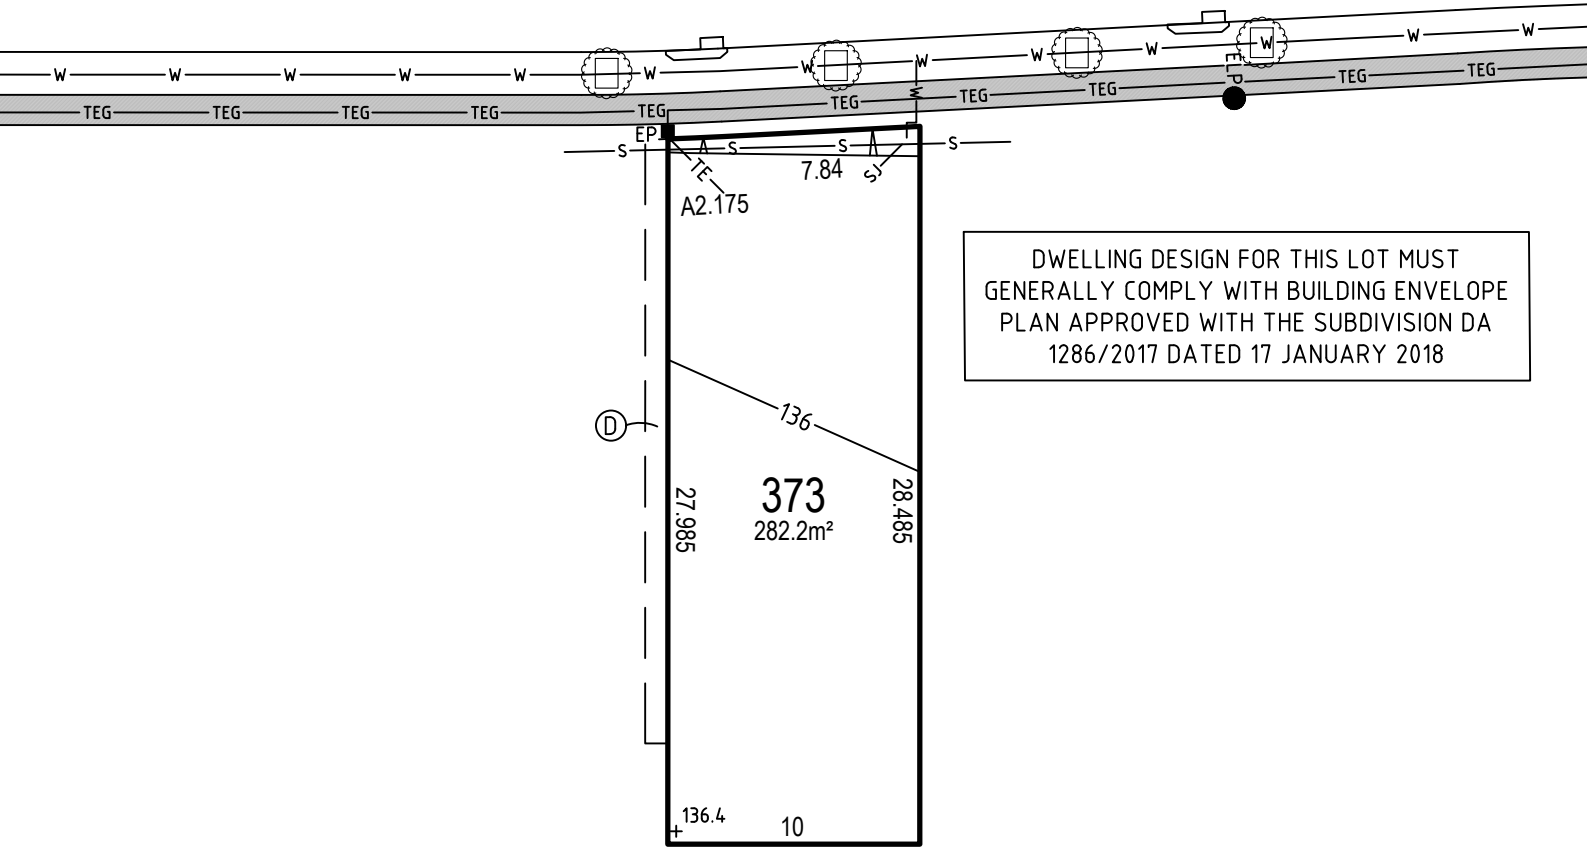 W W W W W W W W W W W W W
TEG TEG TEG TEG TEG TEG TEG TEG TEG TEG
W
ELP
EP
S S S S
TE
7.84
SJ
A2.175
DWELLING DESIGN FOR THIS LOT MUST
GENERALLY COMPLY WITH BUILDING ENVELOPE
PLAN APPROVED WITH THE SUBDIVISION DA
1286/2017 DATED 17 JANUARY 2018
136
D
27.985
373
282.2m²
28.485
136.4
10